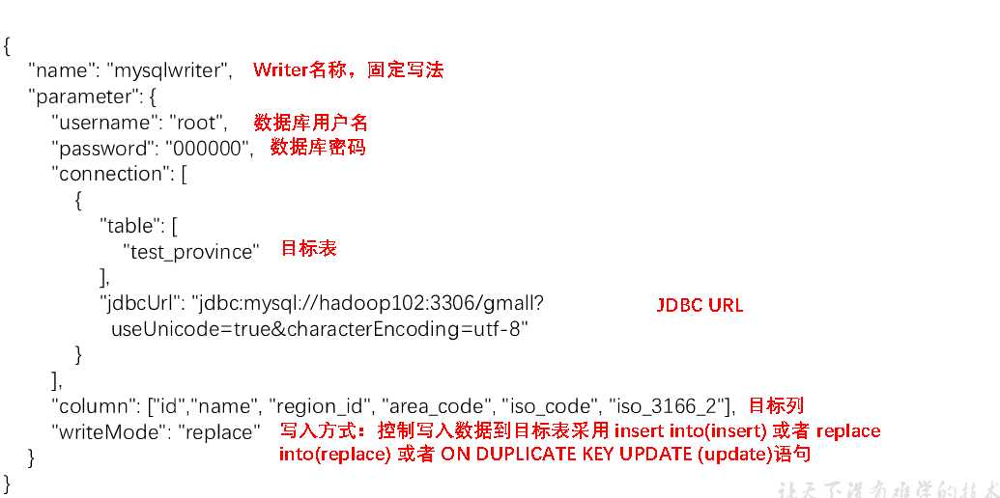 {
"name": "mysqlwriter", Writer名称，固定写法
"parameter": {
"username": "root", 数据库用户名
"password": "000000", 数据库密码
"connection": [
{
"table": [
"test_province" 目标表
],
"jdbcUrl": "jdbc:mysql://hadoop102:3306/gmall? JDBC URL
useUnicode=true&characterEncoding=utf-8"
}
],
"column": ["id","name", "region_id", "area_code", "iso_code", "iso_3166_2"], 目标列
"writeMode": "replace" 写入方式：控制写入数据到目标表采用 insert into(insert) 或者 replace
into(replace) 或者 ON DUPLICATE KEY UPDATE (update)语句
}
}
让天下没有难学的技术